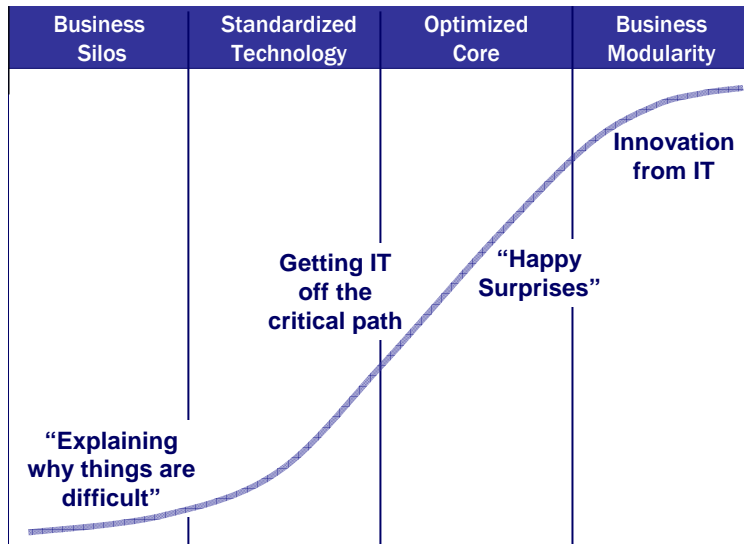 Business
Silos
Standardized
Technology
Optimized
Core
Business
Modularity
Innovation
from IT
Getting IT
off the
critical path
“Happy
Surprises”
“Explaining
why things are
difficult”